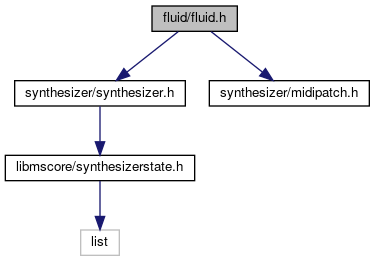 fluid/fluid.h
synthesizer/synthesizer.h
synthesizer/midipatch.h
libmscore/synthesizerstate.h
list